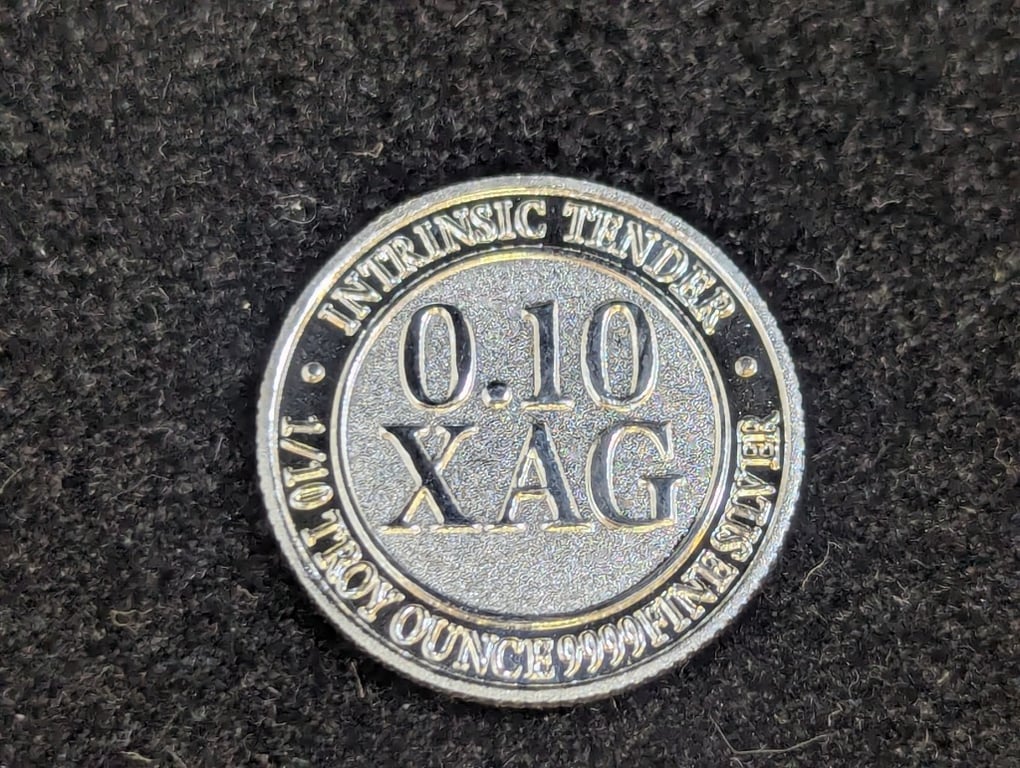 INTRINSIC TENDER
0.10
XAG
1/10 TROY OUNCE 9999 FINE SILVER